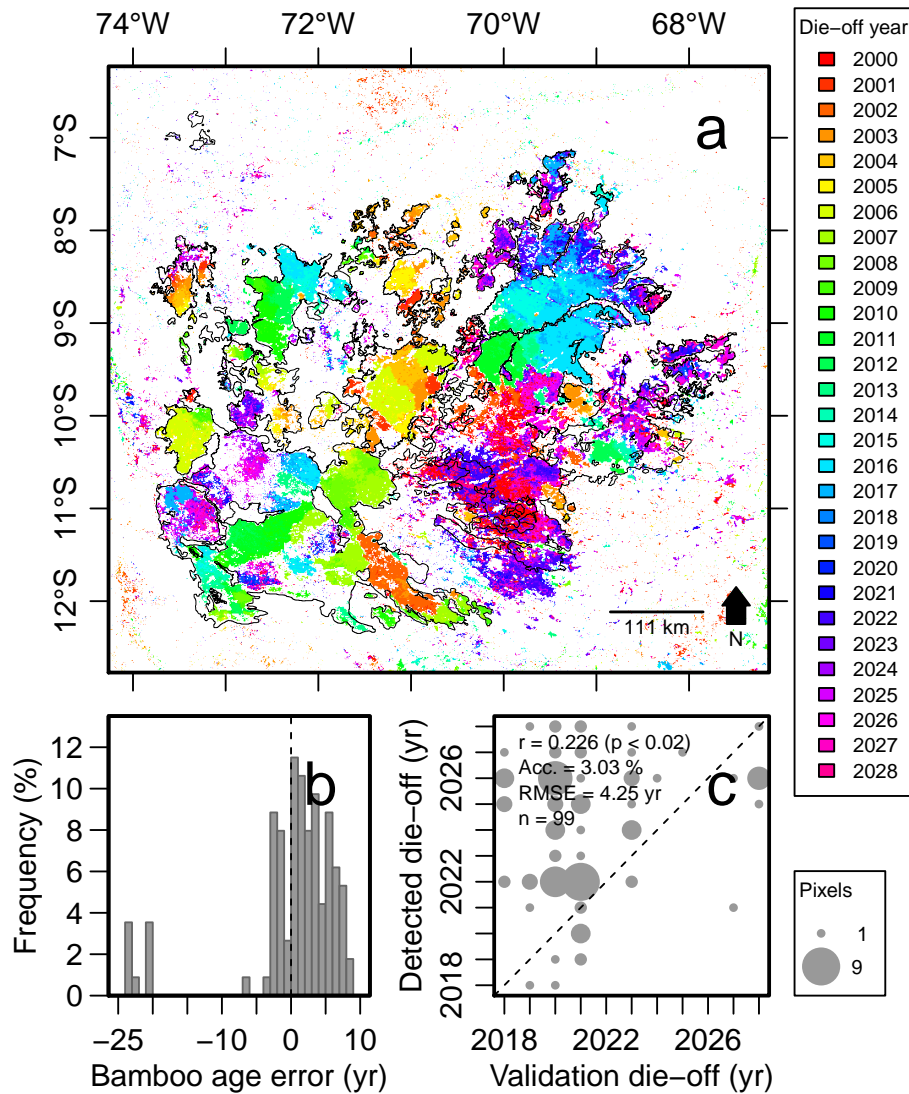 74°W 72°W 70°W 68°W
a
7°S
8°S
9°S
10°S
11°S
12°S
111 km
N
Die−off year
2000
2001
2002
2003
2004
2005
2006
2007
2008
2009
2010
2011
2012
2013
2014
2015
2016
2017
2018
2019
2020
2021
2022
2023
2024
2025
2026
2027
2028
b
Frequency (%)
12
10
8
6
4
2
0
−25 −10 0 10
Bamboo age error (yr)
c
r = 0.226 (p < 0.02)
Acc. = 3.03 %
RMSE = 4.25 yr
n = 99
Detected die−off (yr)
2026
2022
2018
2018 2022 2026
Validation die−off (yr)
Pixels
1
9